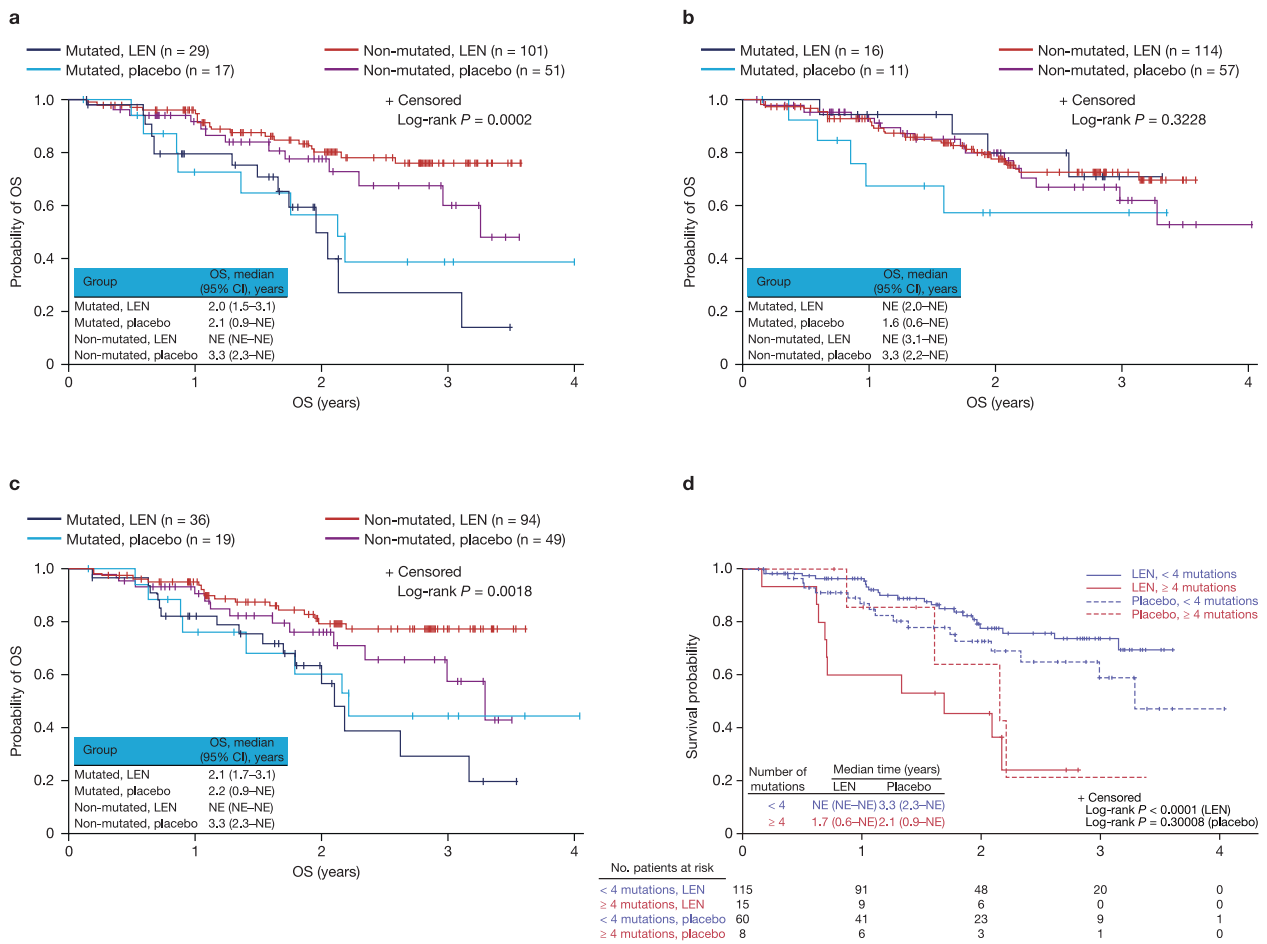 a
Mutated, LEN (n = 29)
Non-mutated, LEN (n = 101)
Mutated, placebo (n = 17)
Non-mutated, placebo (n = 51)
+ Censored
Log-rank P = 0.0002
Probability of OS
1.0
0.8
0.6
0.4
0.2
0
Group
OS, median
(95% CI), years
Mutated, LEN 2.0 (1.5–3.1)
Mutated, placebo 2.1 (0.9–NE)
Non-mutated, LEN NE (NE–NE)
Non-mutated, placebo 3.3 (2.3–NE)
0 1 2 3 4
OS (years)
b
Mutated, LEN (n = 16)
Non-mutated, LEN (n = 114)
Mutated, placebo (n = 11)
Non-mutated, placebo (n = 57)
+ Censored
Log-rank P = 0.3228
Probability of OS
1.0
0.8
0.6
0.4
0.2
0
Group
OS, median
(95% CI), years
Mutated, LEN NE (2.0–NE)
Mutated, placebo 1.6 (0.6–NE)
Non-mutated, LEN NE (3.1–NE)
Non-mutated, placebo 3.3 (2.2–NE)
0 1 2 3 4
OS (years)
c
Mutated, LEN (n = 36)
Non-mutated, LEN (n = 94)
Mutated, placebo (n = 19)
Non-mutated, placebo (n = 49)
+ Censored
Log-rank P = 0.0018
Probability of OS
1.0
0.8
0.6
0.4
0.2
0
Group
OS, median
(95% CI), years
Mutated, LEN 2.1 (1.7–3.1)
Mutated, placebo 2.2 (0.9–NE)
Non-mutated, LEN NE (NE–NE)
Non-mutated, placebo 3.3 (2.3–NE)
0 1 2 3 4
OS (years)
d
LEN, < 4 mutations
LEN, ≥ 4 mutations
Placebo, < 4 mutations
Placebo, ≥ 4 mutations
Survival probability
1.0
0.8
0.6
0.4
0.2
0
Number of mutations
Median time (years)
LEN Placebo
< 4 NE (NE–NE) 3.3 (2.3–NE)
≥ 4 1.7 (0.6–NE) 2.1 (0.9–NE)
+ Censored
Log-rank P < 0.0001 (LEN)
Log-rank P = 0.30008 (placebo)
0 1 2 3 4
No. patients at risk
< 4 mutations, LEN 115 91 48 20 0
≥ 4 mutations, LEN 15 9 6 0 0
< 4 mutations, placebo 60 41 23 9 1
≥ 4 mutations, placebo 8 6 3 1 0